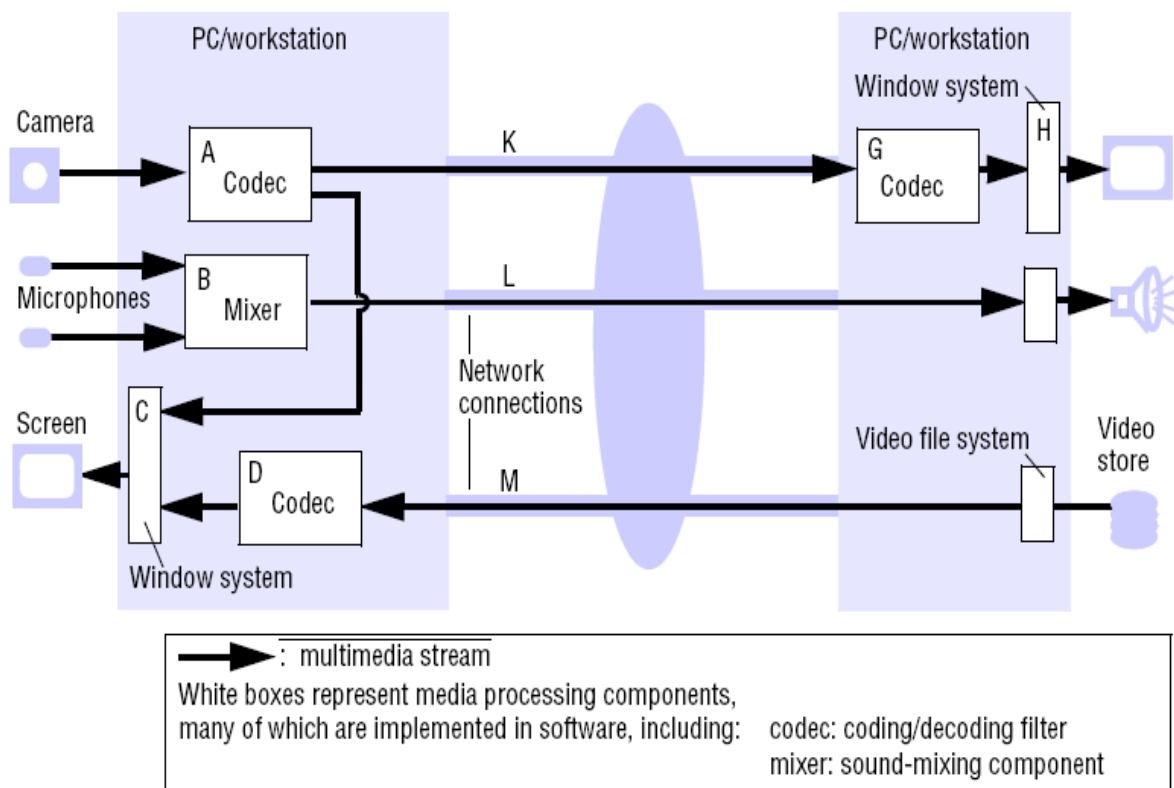 PC/workstation
PC/workstation
Window system
Camera
A
Codec
K
G
Codec
H
Microphones
B
Mixer
L
Network
connections
Screen
C
D
Codec
M
Video file system
Video
store
Window system
: multimedia stream
White boxes represent media processing components,
many of which are implemented in software, including:
codec: coding/decoding filter
mixer: sound-mixing component